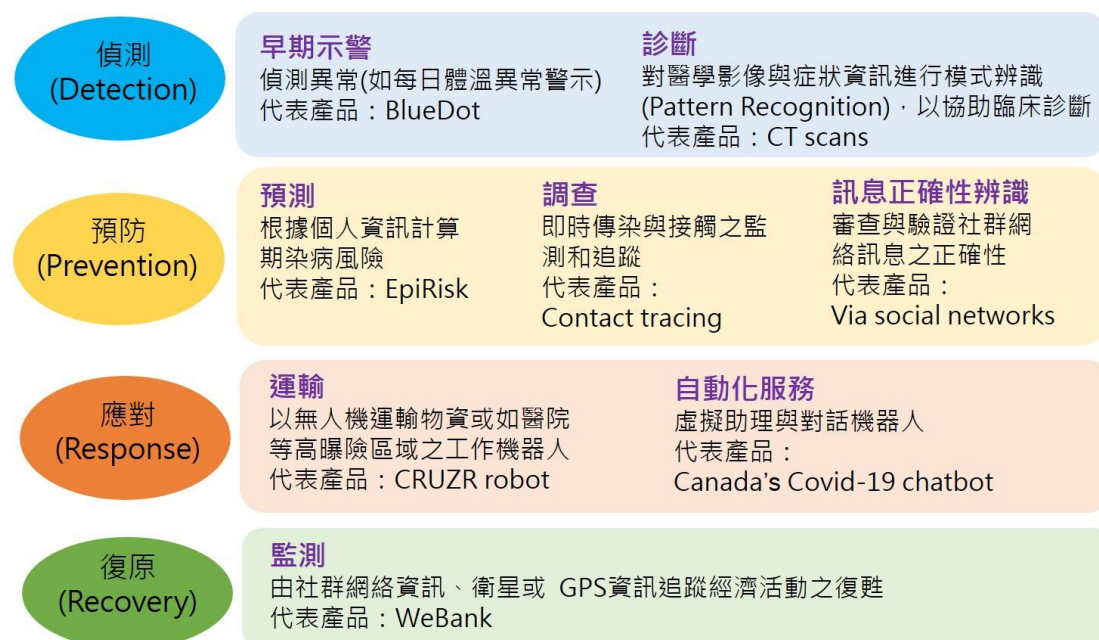 偵測
(Detection)
早期示警
偵測異常(如每日體溫異常警示)
代表產品：BlueDot
診斷
對醫學影像與症狀資訊進行模式辨識
(Pattern Recognition)，以協助臨床診斷
代表產品：CT scans
預防
(Prevention)
預測
根據個人資訊計算
期染病風險
代表產品：EpiRisk
調查
即時傳染與接觸之監
測和追蹤
代表產品：
Contact tracing
訊息正確性辨識
審查與驗證社群網
絡訊息之正確性
代表產品：
Via social networks
應對
(Response)
運輸
以無人機運輸物資或如醫院
等高曝險區域之工作機器人
代表產品：CRUZR robot
自動化服務
虛擬助理與對話機器人
代表產品：
Canada's Covid-19 chatbot
復原
(Recovery)
監測
由社群網絡資訊、衛星或 GPS資訊追蹤經濟活動之復甦
代表產品：WeBank